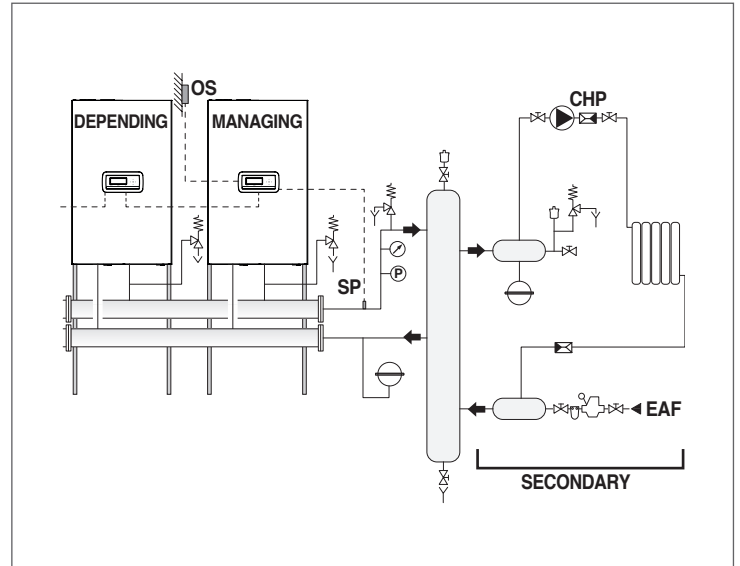 OS
CHP
DEPENDING
MANAGING
SP
P
EAF
SECONDARY